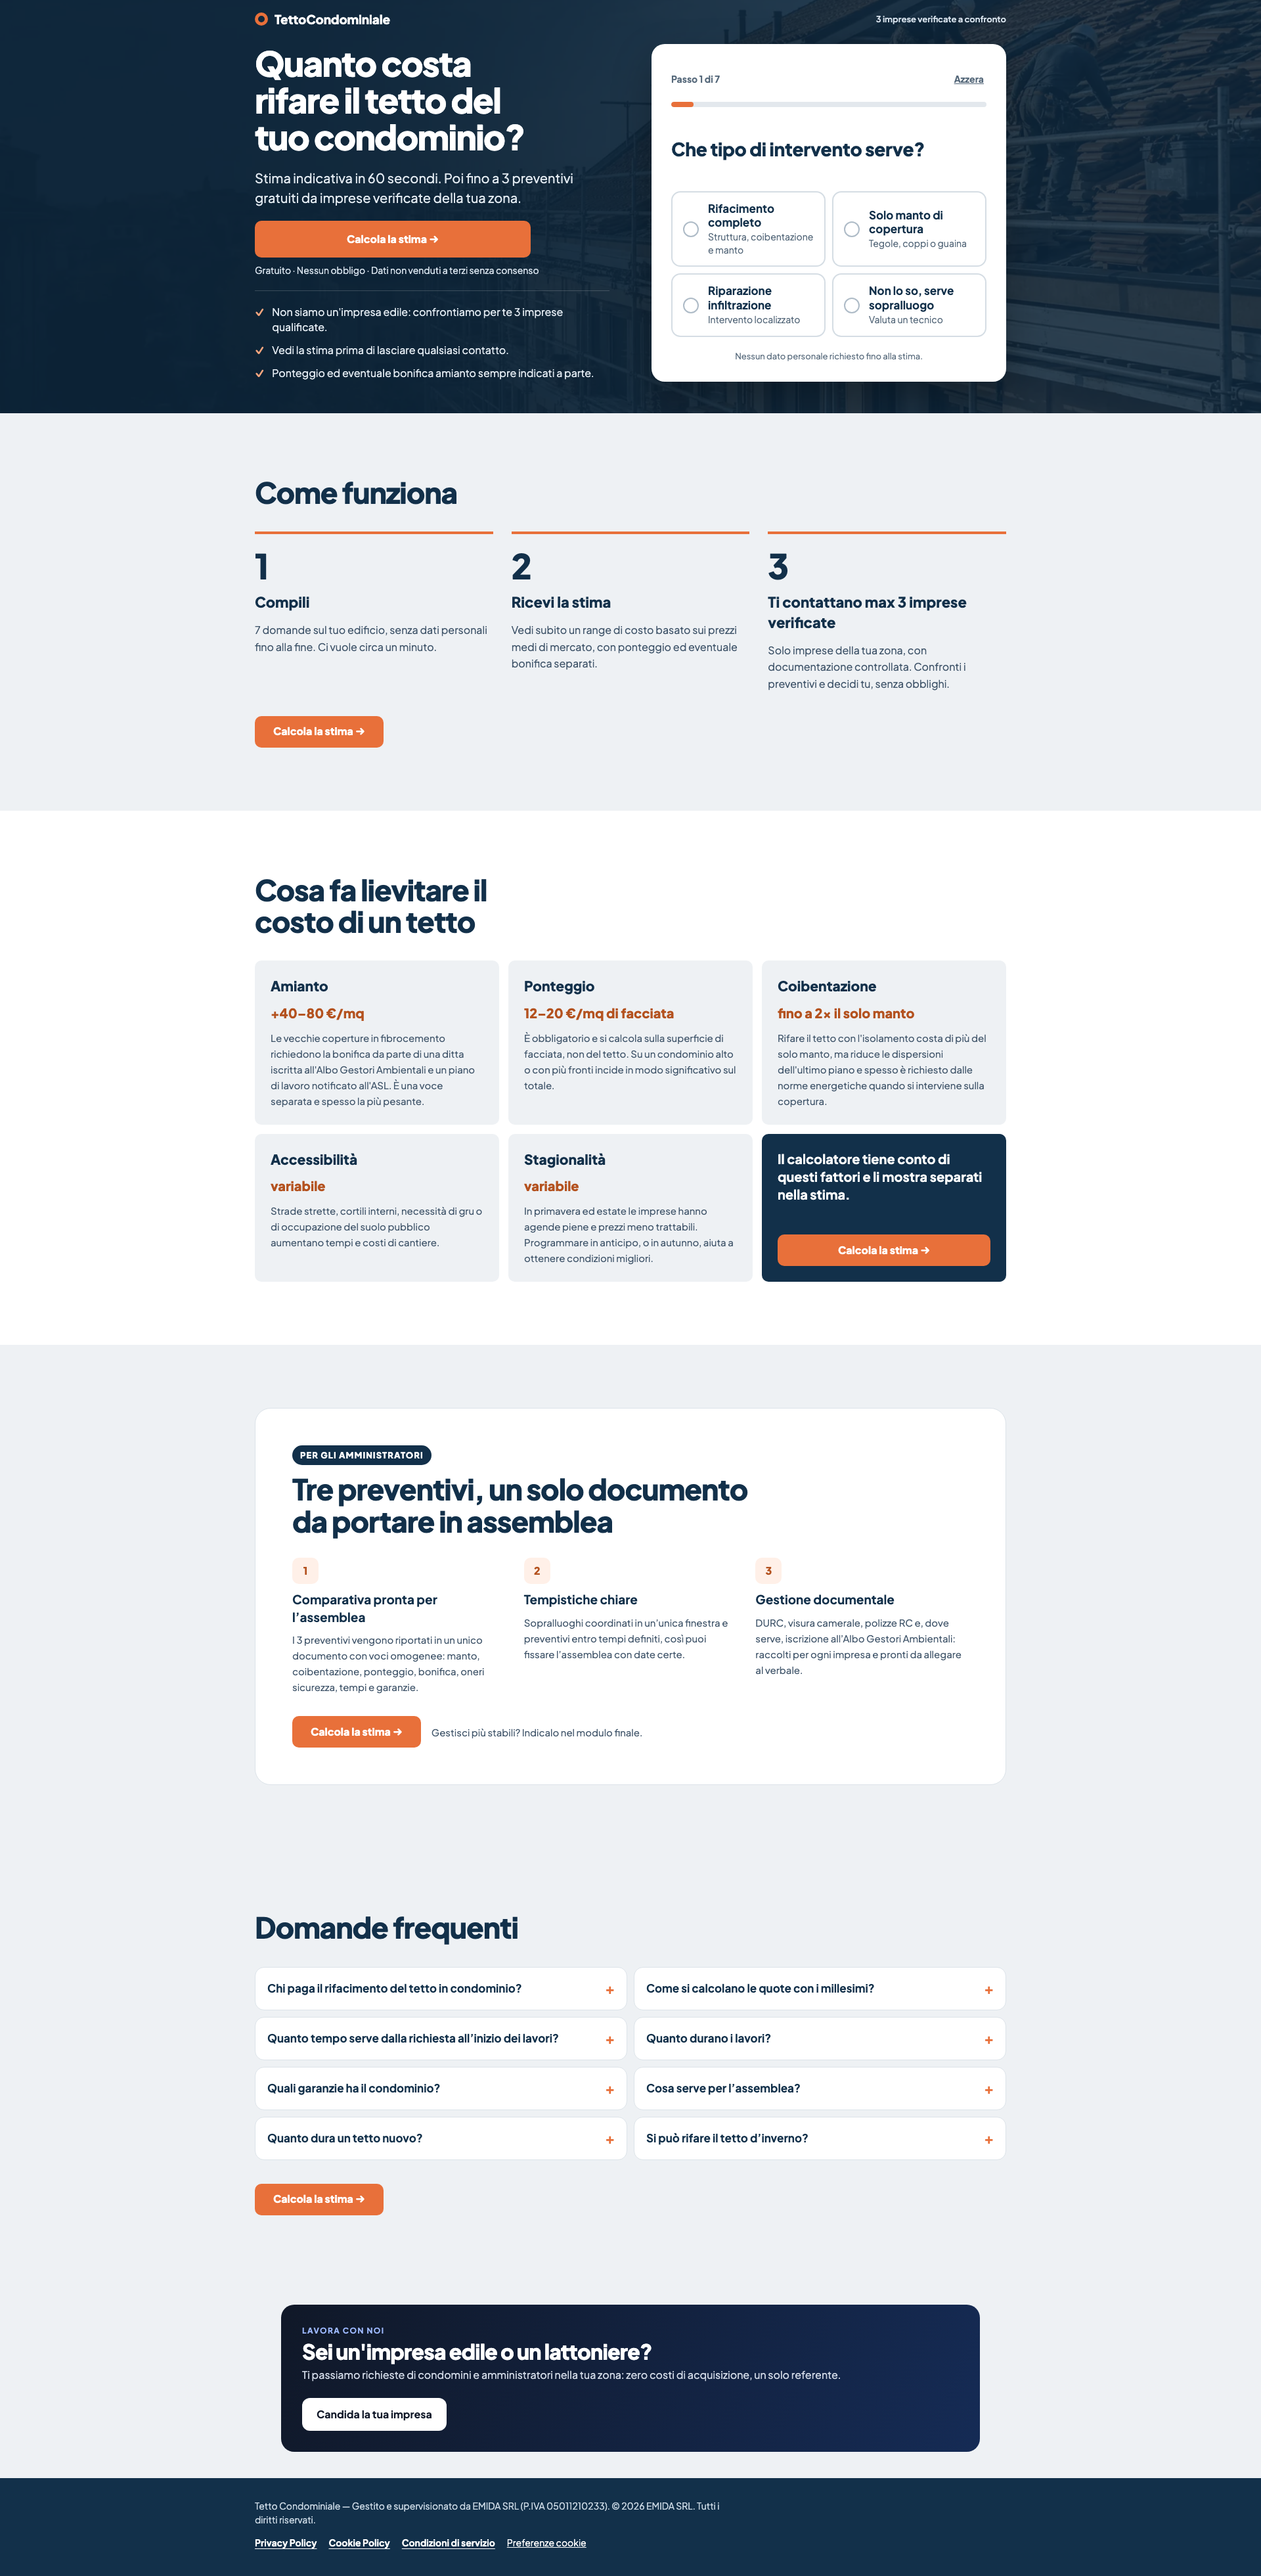 TettoCondominiale
3 imprese verificate a confronto
Quanto costa
rifare il tetto del
tuo condominio?
Stima indicativa in 60 secondi. Poi fino a 3 preventivi
gratuiti da imprese verificate della tua zona.
Calcola la stima →
Gratuito · Nessun obbligo · Dati non venduti a terzi senza consenso
Non siamo un'impresa edile: confrontiamo per te 3 imprese
qualificate.
Vedi la stima prima di lasciare qualsiasi contatto.
Ponteggio ed eventuale bonifica amianto sempre indicati a parte.
Passo 1 di 7
Azzera
Che tipo di intervento serve?
Rifacimento
completo
Struttura, coibentazione
e manto
Solo manto di
copertura
Tegole, coppi o guaina
Riparazione
infiltrazione
Intervento localizzato
Non lo so, serve
sopralluogo
Valuta un tecnico
Nessun dato personale richiesto fino alla stima.
Come funziona
1
Compili
7 domande sul tuo edificio, senza dati personali
fino alla fine. Ci vuole circa un minuto.
2
Ricevi la stima
Vedi subito un range di costo basato sui prezzi
medi di mercato, con ponteggio ed eventuale
bonifica separati.
3
Ti contattano max 3 imprese
verificate
Solo imprese della tua zona, con
documentazione controllata. Confronti i
preventivi e decidi tu, senza obblighi.
Calcola la stima →
Cosa fa lievitare il
costo di un tetto
Amianto
+40–80 €/mq
Le vecchie coperture in fibrocemento
richiedono la bonifica da parte di una ditta
iscritta all'Albo Gestori Ambientali e un piano
di lavoro notificato all'ASL. È una voce
separata e spesso la più pesante.
Ponteggio
12–20 €/mq di facciata
È obbligatorio e si calcola sulla superficie di
facciata, non del tetto. Su un condominio alto
o con più fronti incide in modo significativo sul
totale.
Coibentazione
fino a 2× il solo manto
Rifare il tetto con l'isolamento costa di più del
solo manto, ma riduce le dispersioni
dell'ultimo piano e spesso è richiesto dalle
norme energetiche quando si interviene sulla
copertura.
Accessibilità
variabile
Strade strette, cortili interni, necessità di gru o
di occupazione del suolo pubblico
aumentano tempi e costi di cantiere.
Stagionalità
variabile
In primavera ed estate le imprese hanno
agende piene e prezzi meno trattabili.
Programmare in anticipo, o in autunno, aiuta a
ottenere condizioni migliori.
Il calcolatore tiene conto di
questi fattori e li mostra separati
nella stima.
Calcola la stima →
PER GLI AMMINISTRATORI
Tre preventivi, un solo documento
da portare in assemblea
1
Comparativa pronta per
l'assemblea
I 3 preventivi vengono riportati in un unico
documento con voci omogenee: manto,
coibentazione, ponteggio, bonifica, oneri
sicurezza, tempi e garanzie.
2
Tempistiche chiare
Sopralluoghi coordinati in un'unica finestra e
preventivi entro tempi definiti, così puoi
fissare l'assemblea con date certe.
3
Gestione documentale
DURC, visura camerale, polizze RC e, dove
serve, iscrizione all'Albo Gestori Ambientali:
raccolti per ogni impresa e pronti da allegare
al verbale.
Calcola la stima →
Gestisci più stabili? Indicalo nel modulo finale.
Domande frequenti
Chi paga il rifacimento del tetto in condominio? +
Come si calcolano le quote con i millesimi? +
Quanto tempo serve dalla richiesta all'inizio dei lavori? +
Quanto durano i lavori? +
Quali garanzie ha il condominio? +
Cosa serve per l'assemblea? +
Quanto dura un tetto nuovo? +
Si può rifare il tetto d'inverno? +
Calcola la stima →
LAVORA CON NOI
Sei un'impresa edile o un lattoniere?
Ti passiamo richieste di condomini e amministratori nella tua zona: zero costi di acquisizione, un solo referente.
Candida la tua impresa
Tetto Condominiale — Gestito e supervisionato da EMIDA SRL (P.IVA 05011210233). © 2026 EMIDA SRL. Tutti i
diritti riservati.
Privacy Policy Cookie Policy Condizioni di servizio Preferenze cookie